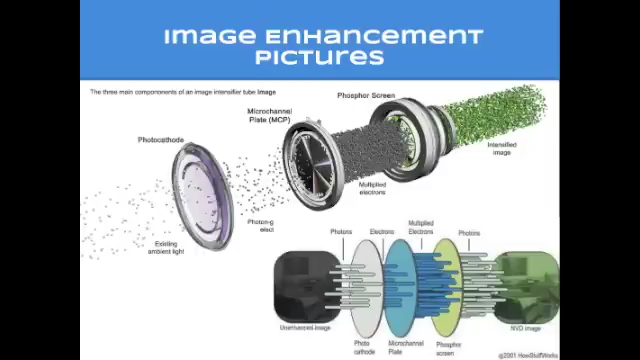 Image Enhancement
Pictures
The three main components of an image intensifier tube Image
Phosphor Screen
Microchannel
Plate (MCP)
Photocathode
Intensified
image
Multiplied
electrons
Photon-g
elect
Existing
ambient light
Photons
Electrons
Multiplied
Electrons
Photons
Unenhanced image
NVD image
Photo
cathode
Microchannel
Plate
Phosphor
screen
©2001 HowStuffWorks